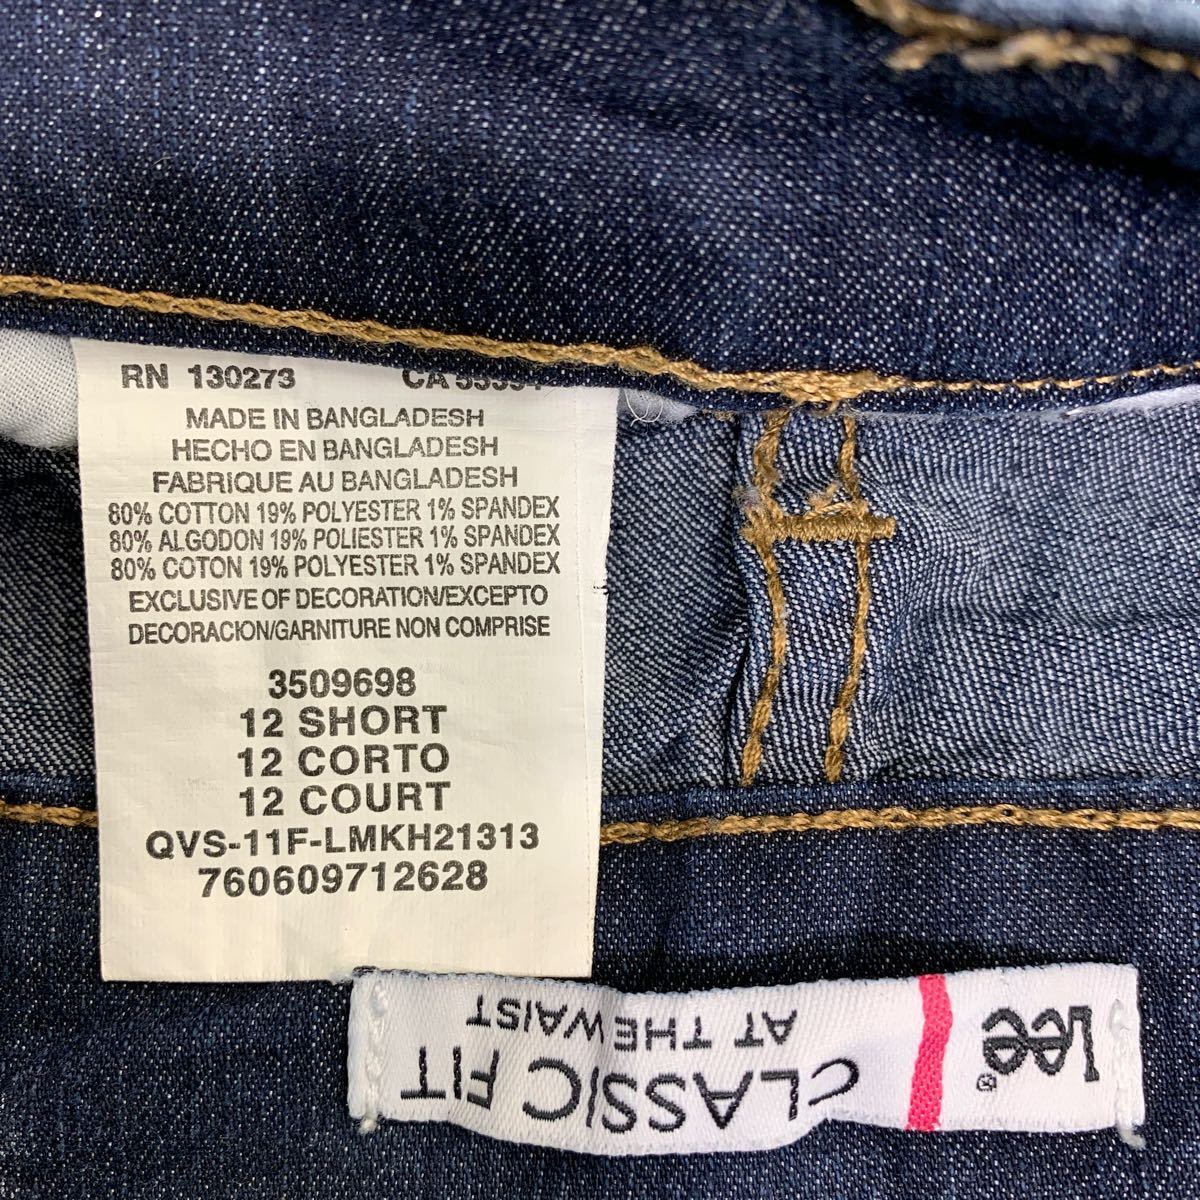 RN 130273 CA
MADE IN BANGLADESH
HECHO EN BANGLADESH
FABRIQUE AU BANGLADESH
80% COTTON 19% POLYESTER 1% SPANDEX
80% ALGODON 19% POLIESTER 1% SPANDEX
80% COTON 19% POLYESTER 1% SPANDEX
EXCLUSIVE OF DECORATION/EXCEPTO
DECORACION/GARNITURE NON COMPRISE
3509698
12 SHORT
12 CORTO
12 COURT
QVS-11F-LMKH21313
760609712628
Lee®
CLASSIC FIT
AT THE WAIST